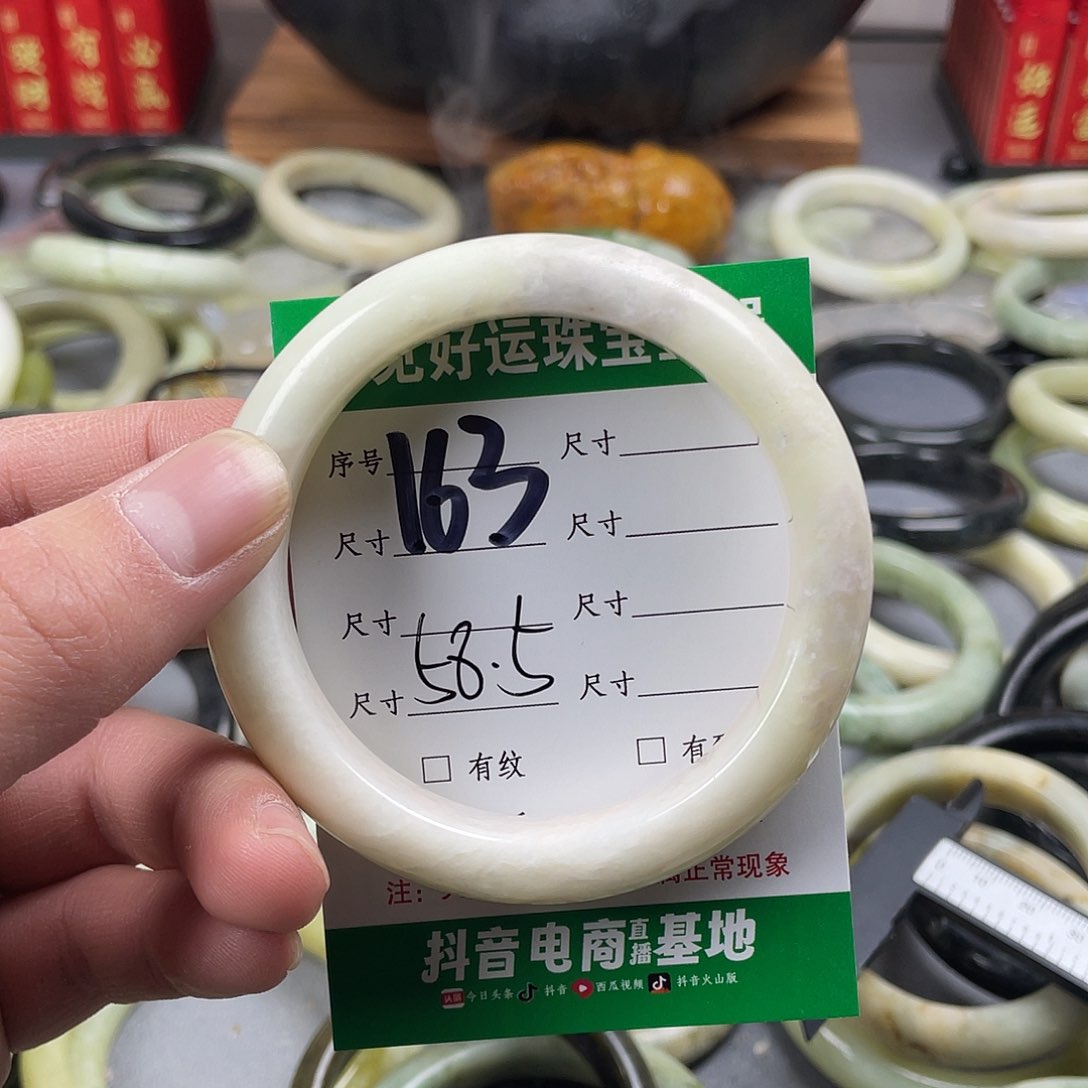 好运珠宝
序号 163 尺寸
尺寸 尺寸
尺寸 尺寸
尺寸 58.5 尺寸
□ 有纹 □ 有
注: 正常现象
抖音电商直播基地
今日头条 抖音 西瓜视频 抖音火山版
好运